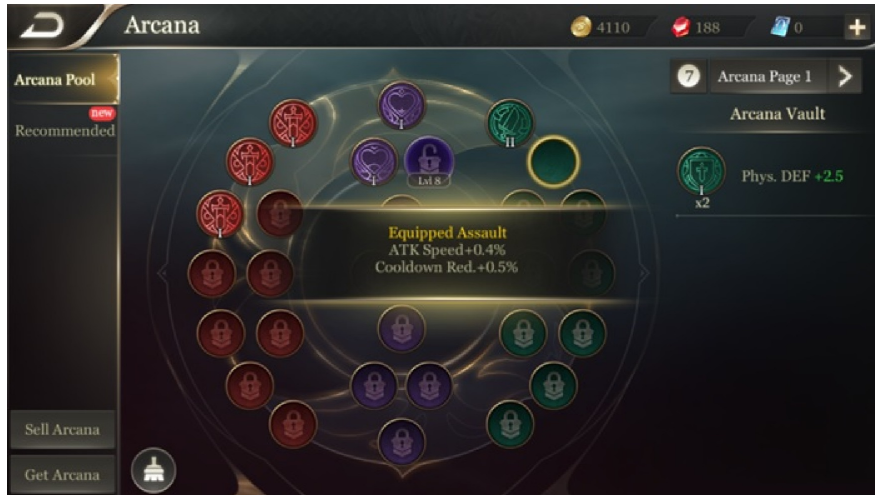 Arcana
4110
188
0
Arcana Pool
new
Recommended
7
Arcana Page 1
Arcana Vault
I
I
I
I
I
II
Lvl 8
I
x2
Phys. DEF +2.5
Equipped Assault
ATK Speed+0.4%
Cooldown Red.+0.5%
Sell Arcana
Get Arcana